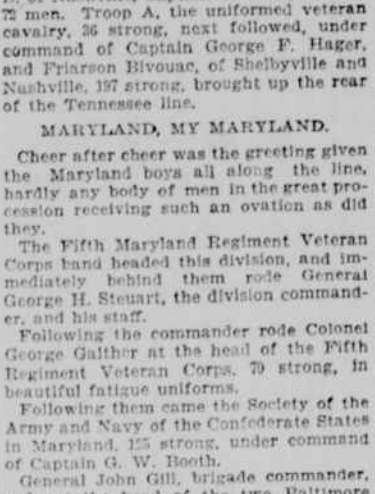 72 men. Troop A, the uniformed veteran
cavalry, 36 strong, next followed, under
command of Captain George F. Hager,
and Friarson Bivouac, of Shelbyville and
Nashville, 197 strong, brought up the rear
of the Tennessee line.
MARYLAND, MY MARYLAND.
Cheer after cheer was the greeting given
the Maryland boys all along the line,
hardly any body of men in the great pro-
cession receiving such an ovation as did
they.
The Fifth Maryland Regiment Veteran
Corps band headed this division, and im-
mediately behind them rode General
George H. Steuart, the division command-
er, and his staff.
Following the commander rode Colonel
George Gaither at the head of the Fifth
Regiment Veteran Corps, 79 strong, in
beautiful fatigue uniforms.
Following them came the Society of the
Army and Navy of the Confederate States
in Maryland, 125 strong, under command
of Captain G. W. Booth.
General John Gill, brigade commander,
the two Baltimore